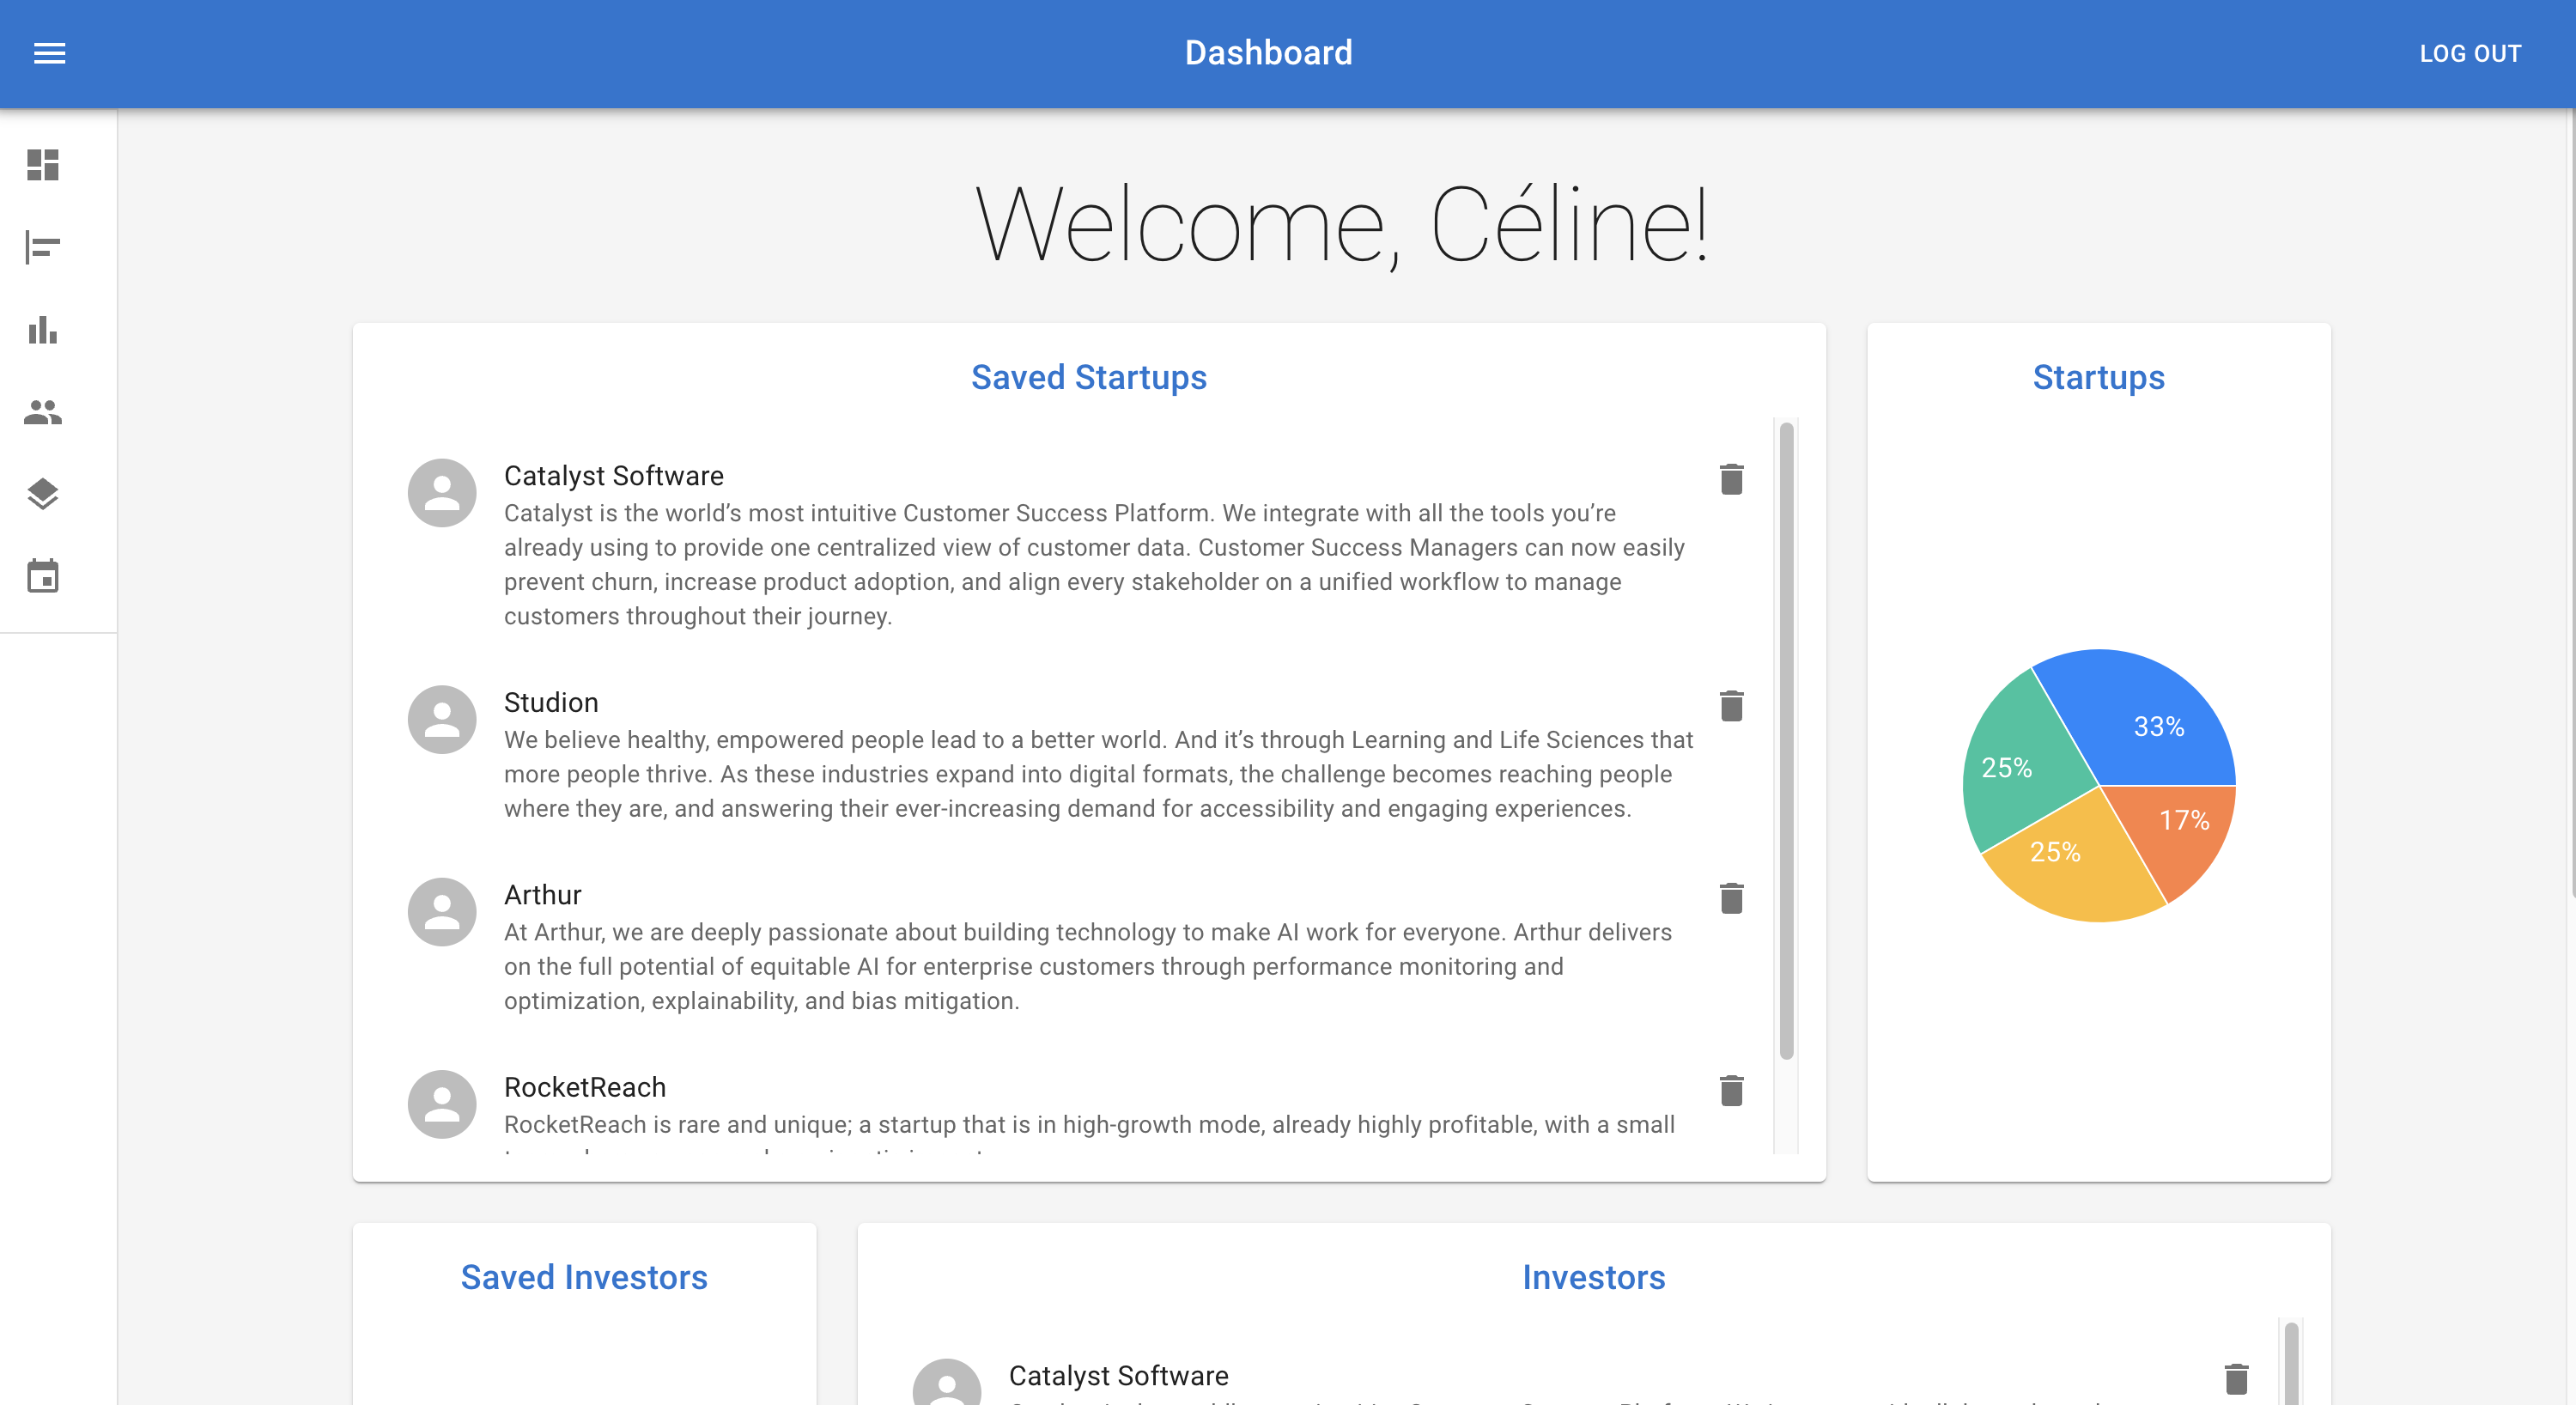 Dashboard
LOG OUT
Welcome, Céline!
Saved Startups
Catalyst Software
Catalyst is the world’s most intuitive Customer Success Platform. We integrate with all the tools you’re
already using to provide one centralized view of customer data. Customer Success Managers can now easily
prevent churn, increase product adoption, and align every stakeholder on a unified workflow to manage
customers throughout their journey.
Studion
We believe healthy, empowered people lead to a better world. And it’s through Learning and Life Sciences that
more people thrive. As these industries expand into digital formats, the challenge becomes reaching people
where they are, and answering their ever-increasing demand for accessibility and engaging experiences.
Arthur
At Arthur, we are deeply passionate about building technology to make AI work for everyone. Arthur delivers
on the full potential of equitable AI for enterprise customers through performance monitoring and
optimization, explainability, and bias mitigation.
RocketReach
RocketReach is rare and unique; a startup that is in high-growth mode, already highly profitable, with a small
Startups
33%
25%
17%
25%
Saved Investors
Investors
Catalyst Software